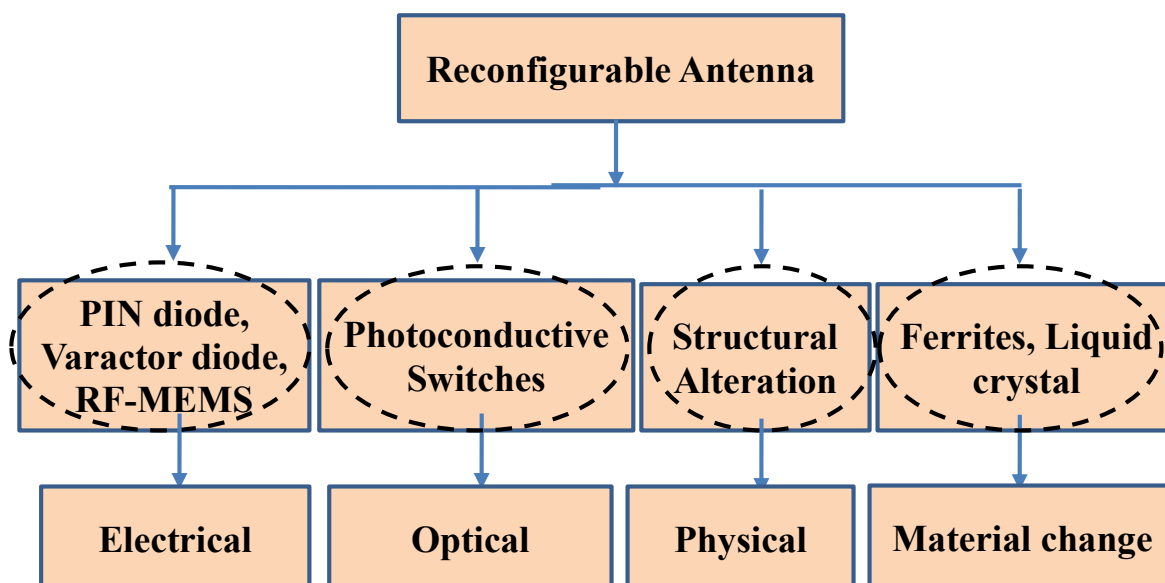 Reconfigurable Antenna
PIN diode,
Varactor diode,
RF-MEMS
Photoconductive
Switches
Structural
Alteration
Ferrites, Liquid
crystal
Electrical
Optical
Physical
Material change